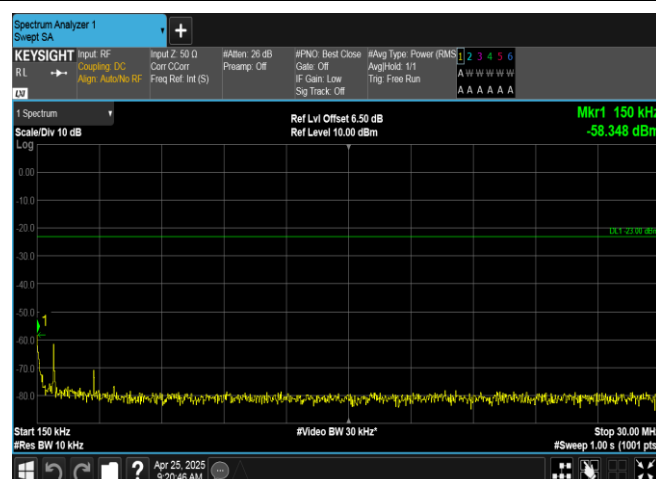 Spectrum Analyzer 1
Swept SA
+
KEYSIGHT
RL
LXI
Input: RF
Coupling: DC
Align: Auto/No RF
Input Z: 50 Ω
Corr CCorr
Freq Ref: Int (S)
#Atten: 26 dB
Preamp: Off
#PNO: Best Close
Gate: Off
IF Gain: Low
Sig Track: Off
#Avg Type: Power (RMS
Avg|Hold: 1/1
Trig: Free Run
1 2 3 4 5 6
A W W W W W
A A A A A A
1 Spectrum
Scale/Div 10 dB
Ref Lvl Offset 6.50 dB
Ref Level 10.00 dBm
Mkr1 150 kHz
-58.348 dBm
Log
0.00
-10.0
-20.0
DL1 -23.00 dBm
-30.0
-40.0
-50.0
1
-60.0
-70.0
-80.0
Start 150 kHz
#Video BW 30 kHz*
Stop 30.00 MHz
#Res BW 10 kHz
#Sweep 1.00 s (1001 pts)
?
Apr 25, 2025
9:20:46 AM